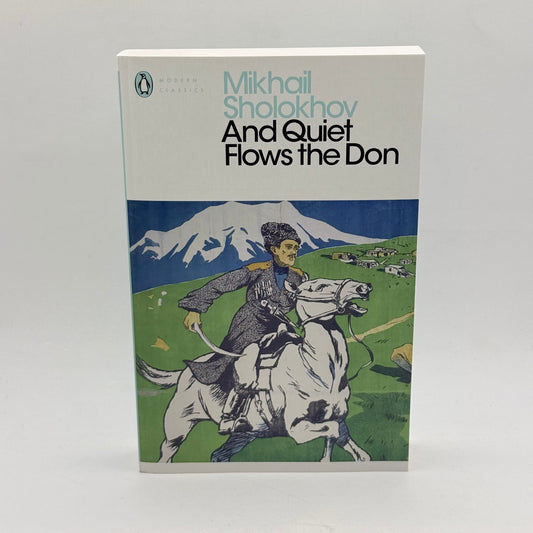 MODERN
CLASSICS
Mikhail
Sholokhov
And Quiet
Flows the Don